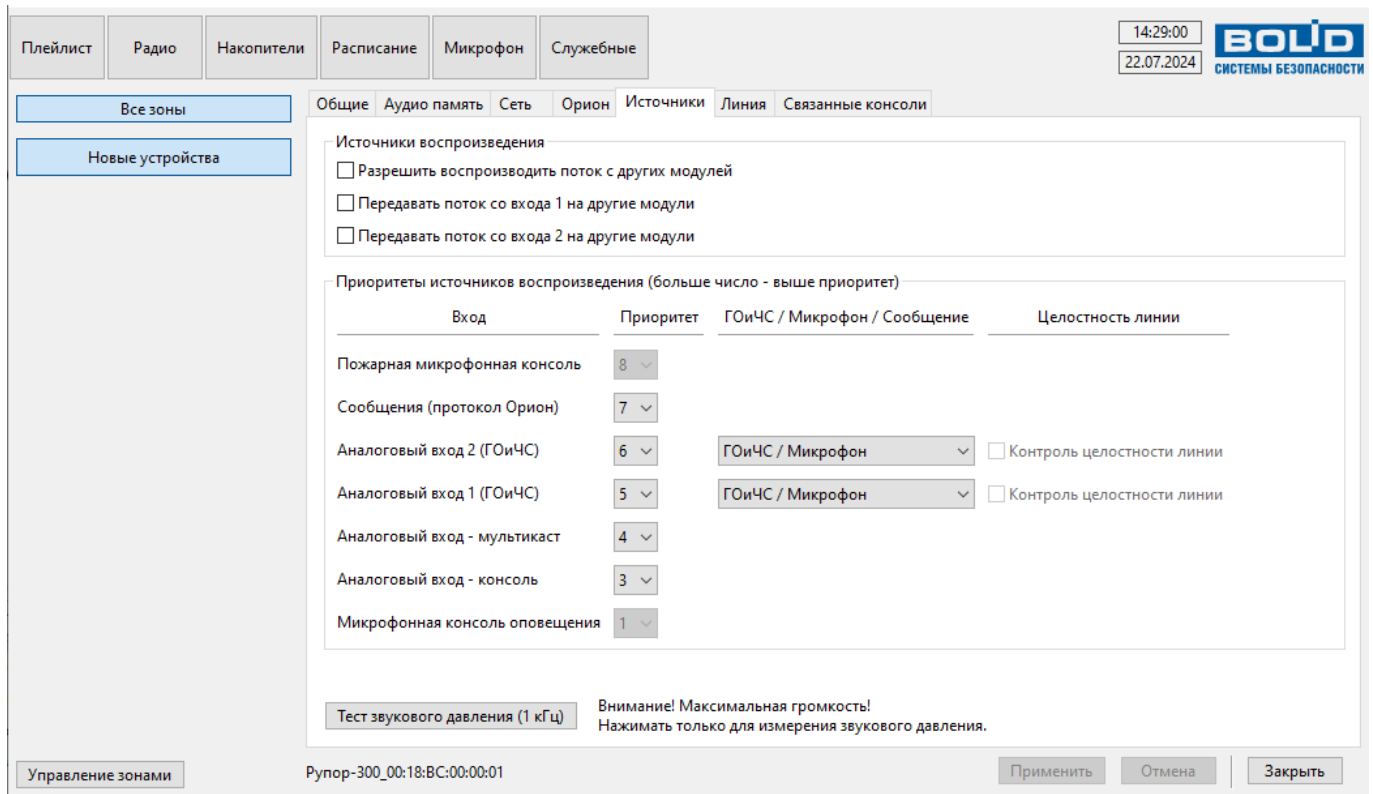 Плейлист
Радио
Накопители
Расписание
Микрофон
Служебные
14:29:00
22.07.2024
BOLID
СИСТЕМЫ БЕЗОПАСНОСТИ
Все зоны
Новые устройства
Общие Аудио память Сеть Орион Источники Линия Связанные консоли
Источники воспроизведения
Разрешить воспроизводить поток с других модулей
Передавать поток со входа 1 на другие модули
Передавать поток со входа 2 на другие модули
Приоритеты источников воспроизведения (больше число - выше приоритет)
Вход Приоритет ГОиЧС / Микрофон / Сообщение Целостность линии
Пожарная микрофонная консоль 8
Сообщения (протокол Орион) 7
Аналоговый вход 2 (ГОиЧС) 6 ГОиЧС / Микрофон Контроль целостности линии
Аналоговый вход 1 (ГОиЧС) 5 ГОиЧС / Микрофон Контроль целостности линии
Аналоговый вход - мультикаст 4
Аналоговый вход - консоль 3
Микрофонная консоль оповещения 1
Тест звукового давления (1 кГц)
Внимание! Максимальная громкость!
Нажимать только для измерения звукового давления.
Управление зонами
Рупор-300_00:18:BC:00:00:01
Применить
Отмена
Закрыть